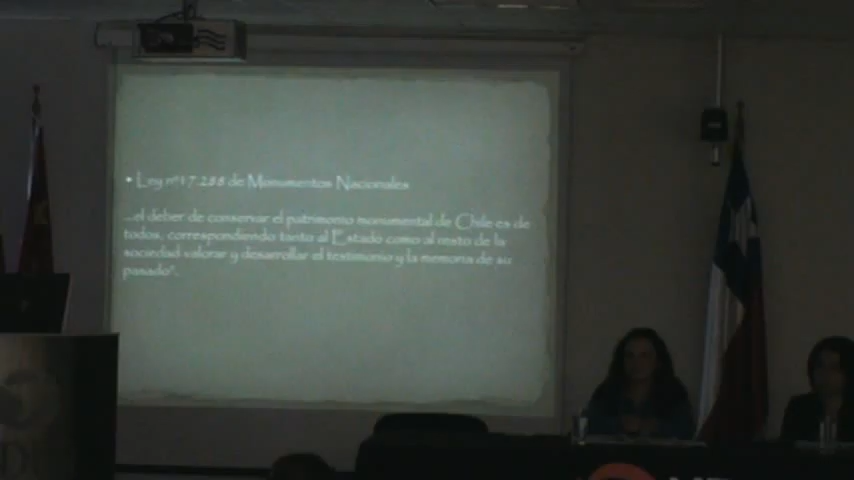 • Ley nº17.288 de Monumentos Nacionales
...el deber de conservar el patrimonio monumental de Chile es de
todos, correspondiendo tanto al Estado como al resto de la
sociedad valorar y desarrollar el testimonio y la memoria de su
pasado".